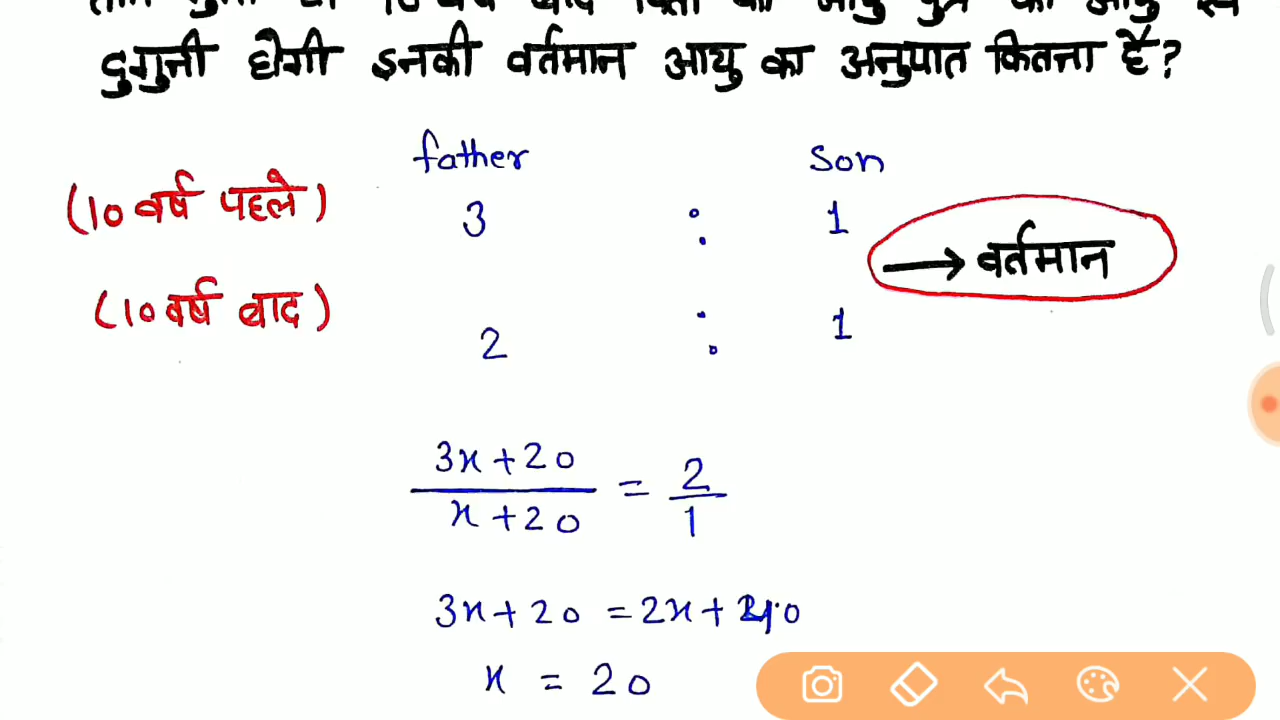 दुगुनी होगी इनकी वर्तमान आयु का अनुपात कितना है?
father son
(10 वर्ष पहले) 3 : 1
→ वर्तमान
(10 वर्ष बाद) 2 : 1
3x+20 / x+20 = 2/1
3x+20 = 2x+40
x = 20